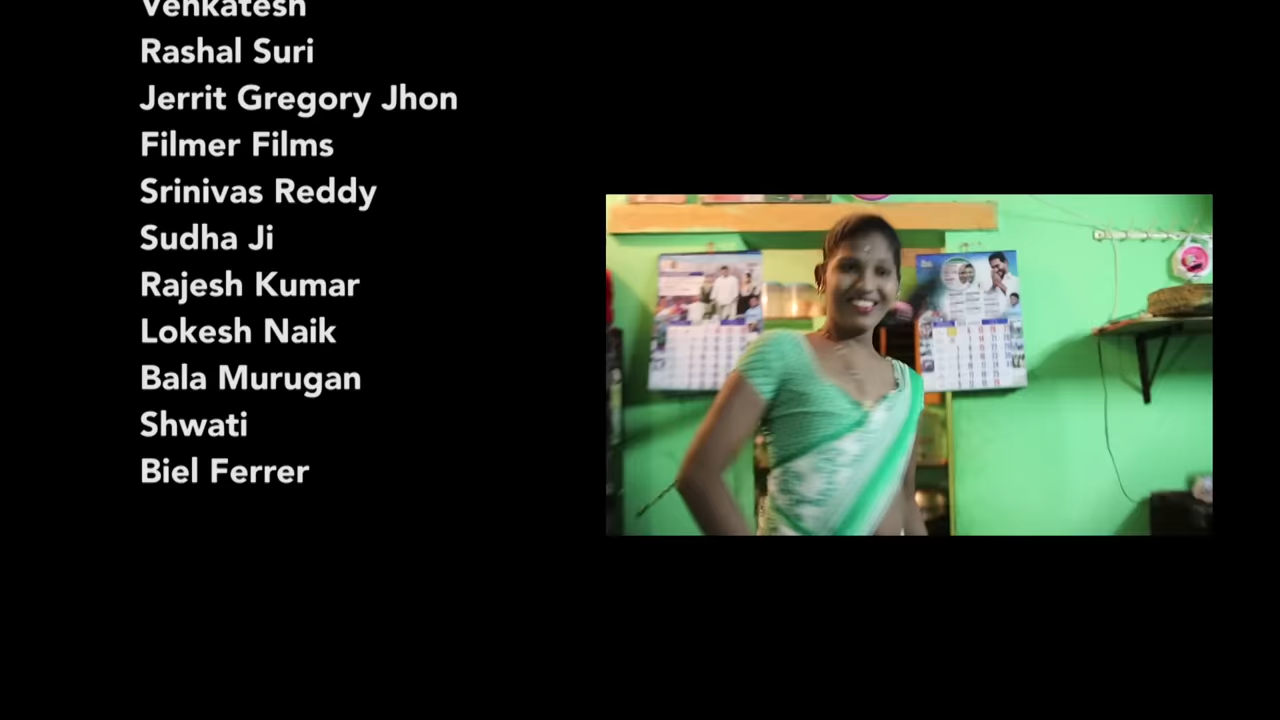 Venkatesh
Rashal Suri
Jerrit Gregory Jhon
Filmer Films
Srinivas Reddy
Sudha Ji
Rajesh Kumar
Lokesh Naik
Bala Murugan
Shwati
Biel Ferrer